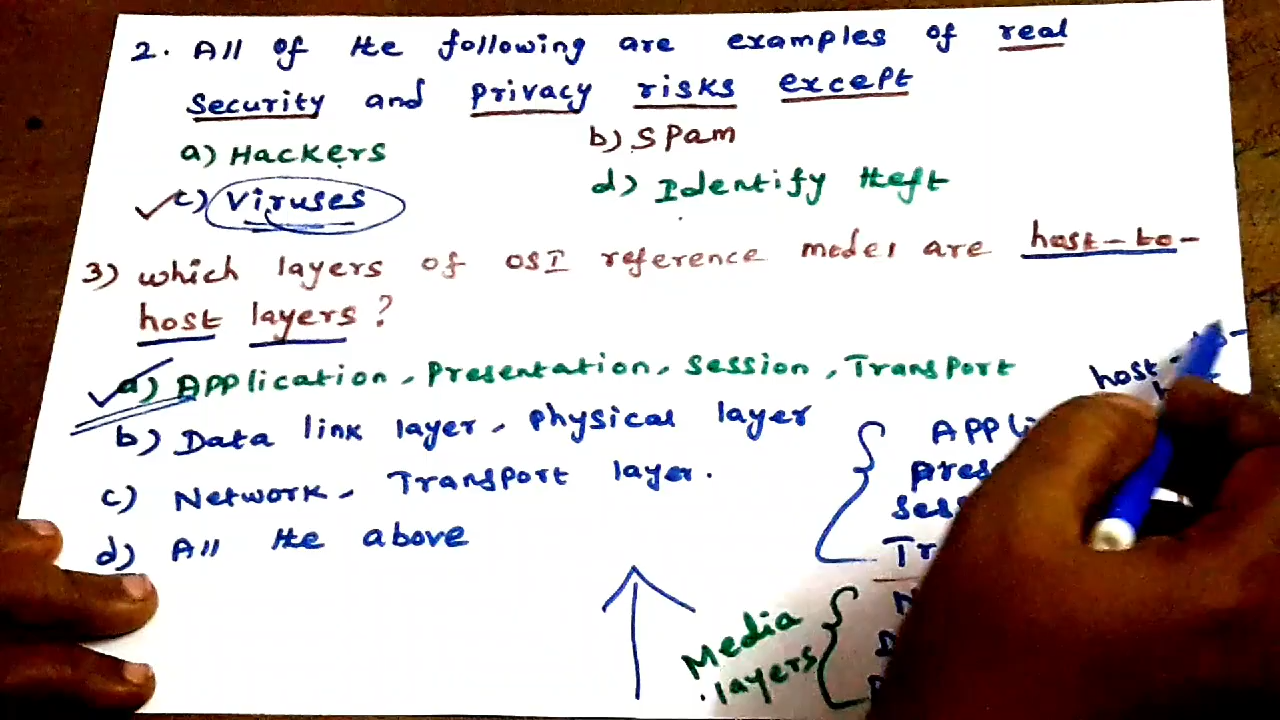 2. All of the following are examples of real
security and privacy risks except
a) Hackers
b) Spam
c) Viruses
d) Identify theft
3) which layers of OSI reference model are host-to-
host layers?
a) Application, presentation, session, Transport
b) Data link layer, physical layer
c) Network, Transport layer.
d) All the above
host-to-
Media
layers